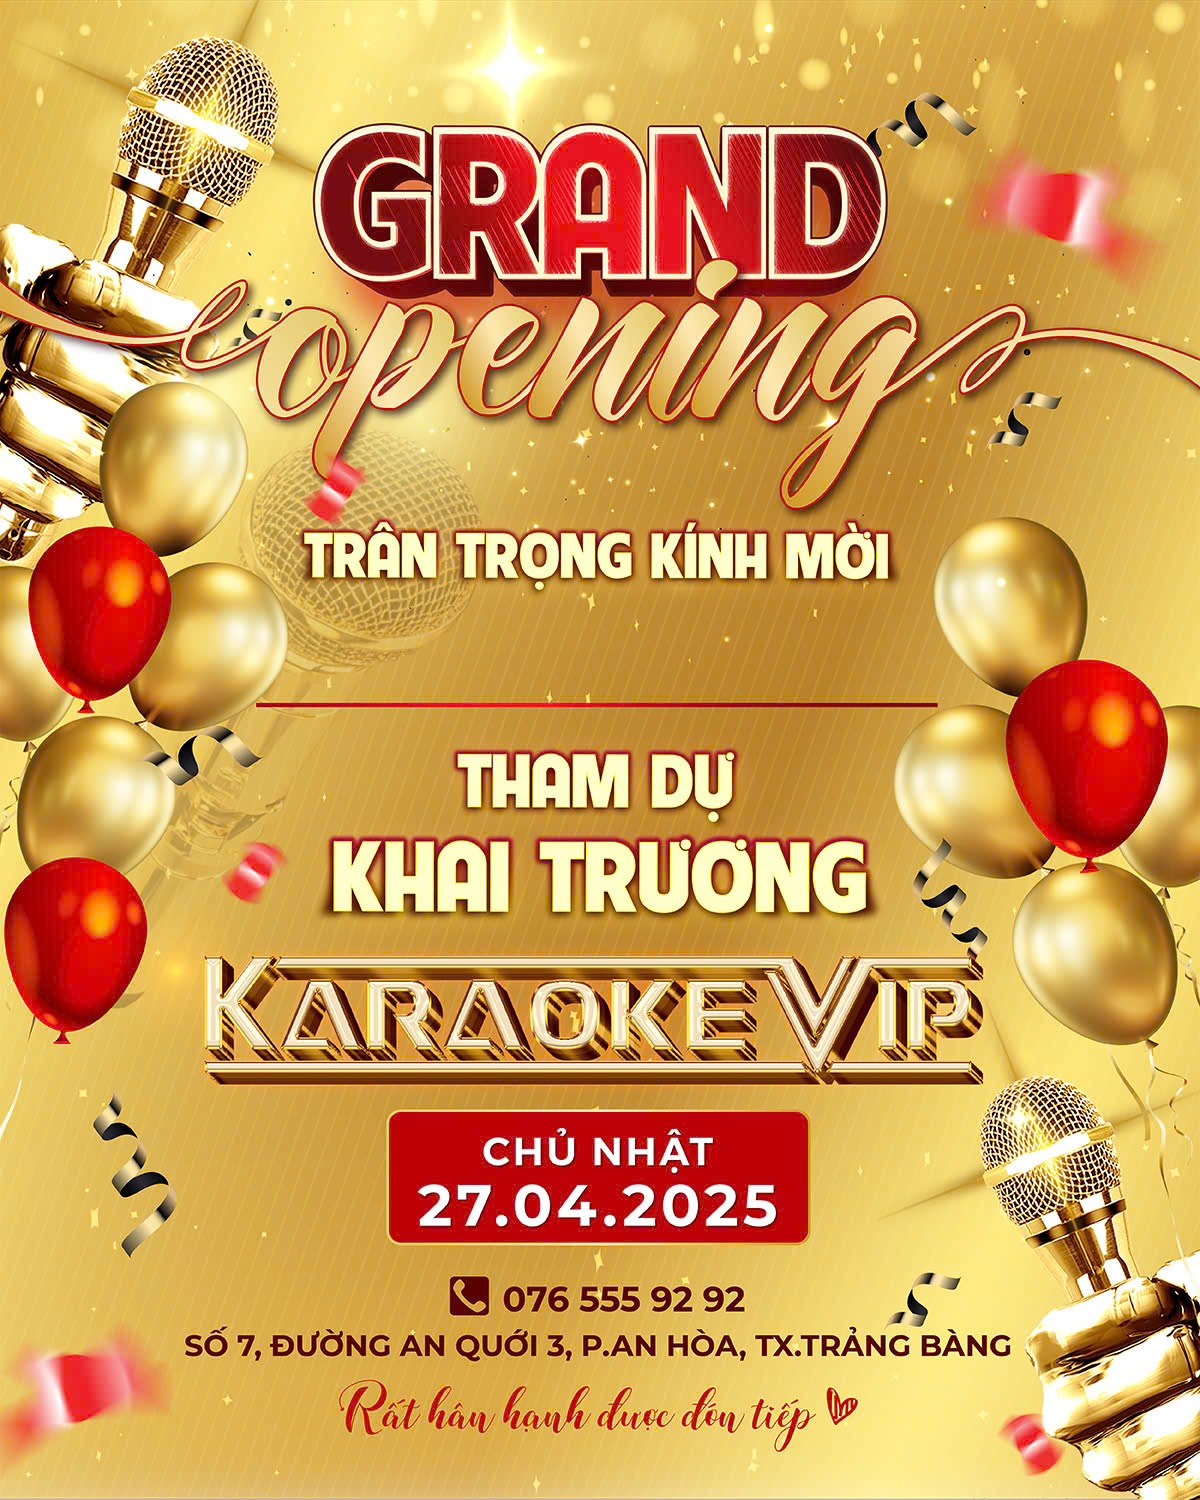 GRAND
opening
TRÂN TRỌNG KÍNH MỜI
THAM DỰ
KHAI TRƯƠNG
KARAOKE VIP
CHỦ NHẬT
27.04.2025
076 555 92 92
SỐ 7, ĐƯỜNG AN QUỚI 3, P.AN HÒA, TX.TRẢNG BÀNG
Rất hân hạnh được đón tiếp